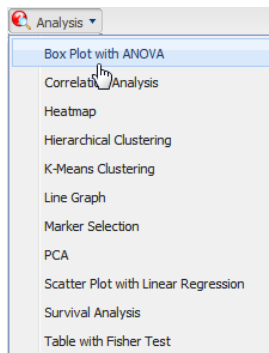 Analysis
Box Plot with ANOVA
Correlation Analysis
Heatmap
Hierarchical Clustering
K-Means Clustering
Line Graph
Marker Selection
PCA
Scatter Plot with Linear Regression
Survival Analysis
Table with Fisher Test